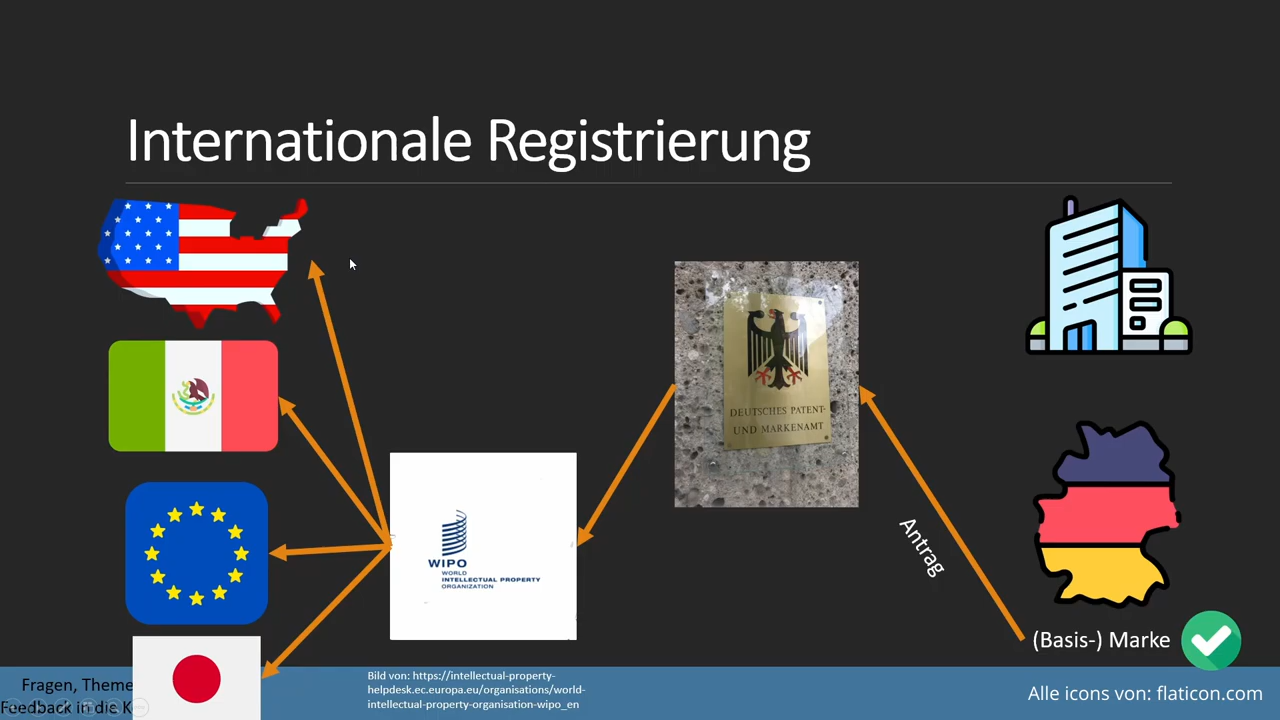 Internationale Registrierung
DEUTSCHES PATENT-
UND MARKENAMT
WIPO
WORLD
INTELLECTUAL PROPERTY
ORGANIZATION
Antrag
(Basis-) Marke
Fragen, Theme
Feedback in die K
Bild von: https://intellectual-property-
helpdesk.ec.europa.eu/organisations/world-
intellectual-property-organisation-wipo_en
Alle icons von: flaticon.com